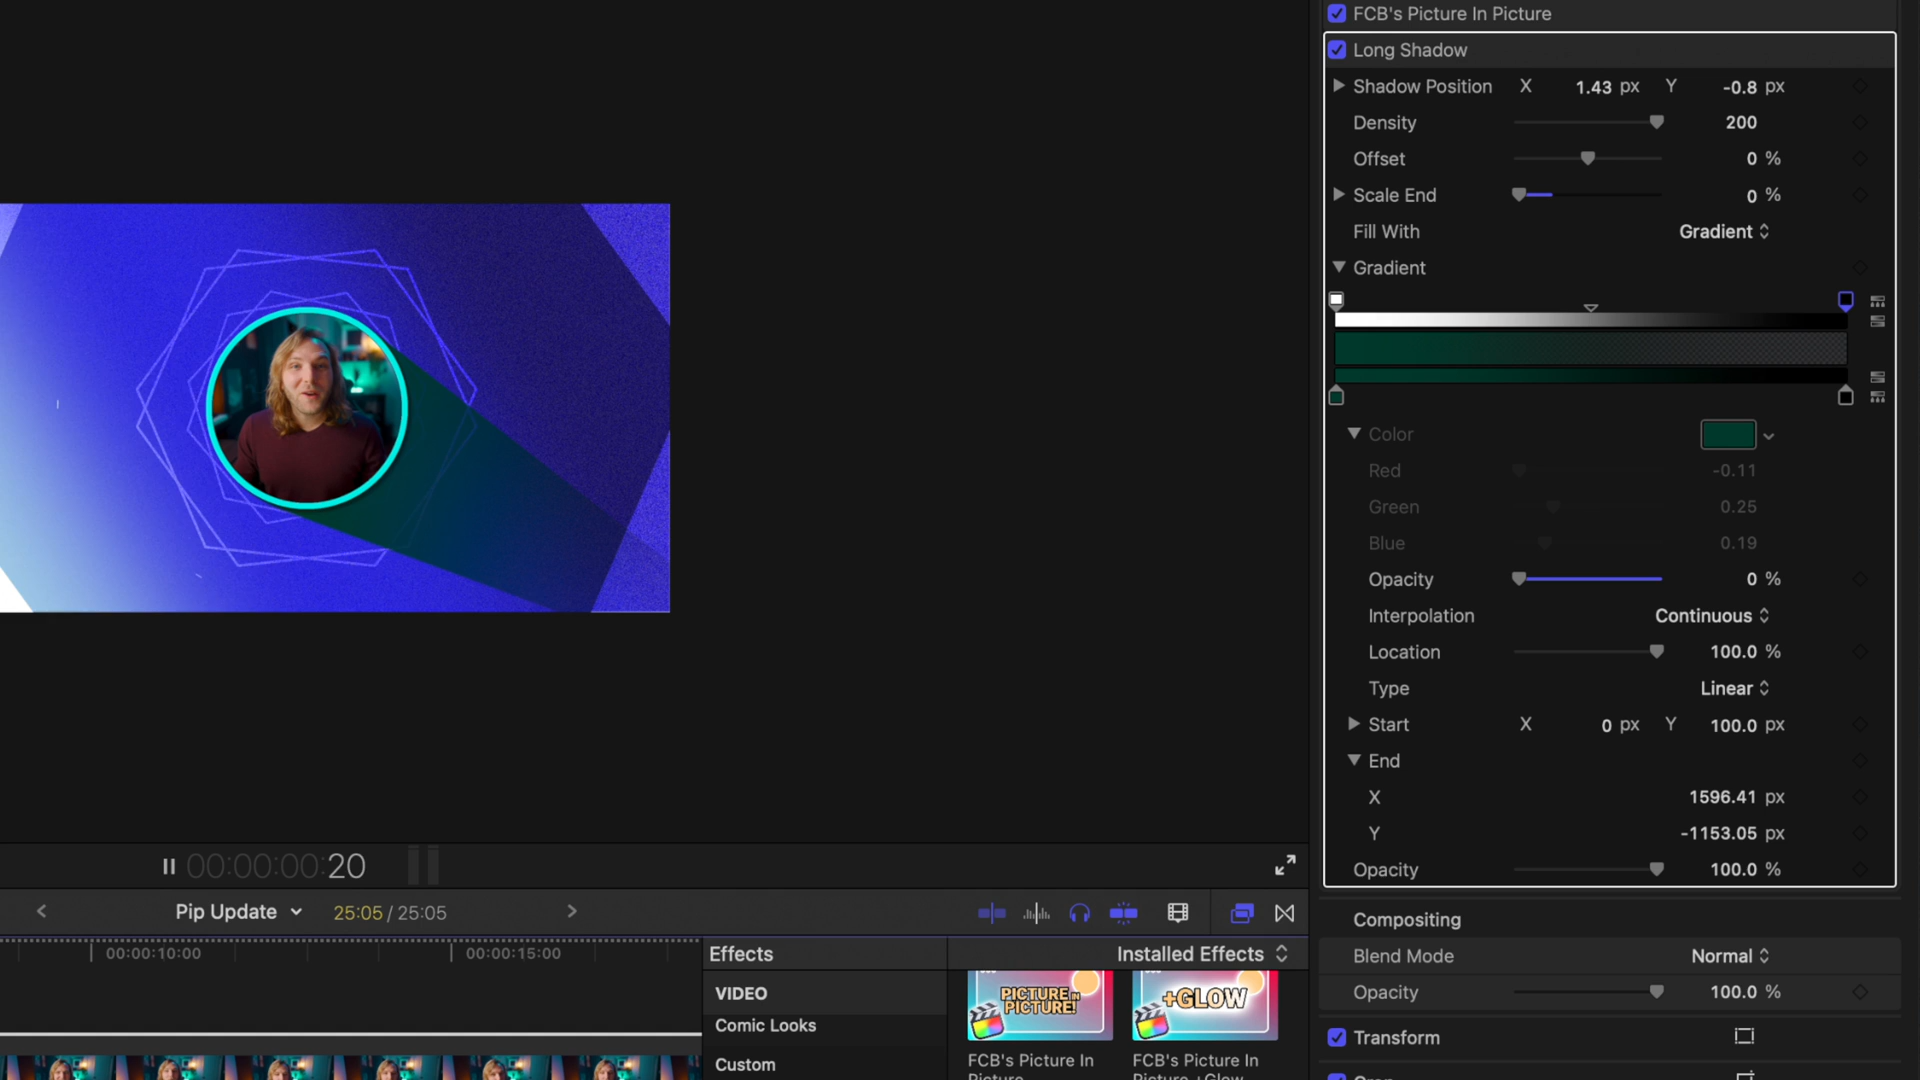 FCB's Picture In Picture
Long Shadow
Shadow Position X 1.43 px Y -0.8 px
Density 200
Offset 0 %
Scale End 0 %
Fill With Gradient
Gradient
Color
Red -0.11
Green 0.25
Blue 0.19
Opacity 0 %
Interpolation Continuous
Location 100.0 %
Type Linear
Start X 0 px Y 100.0 px
End
X 1596.41 px
Y -1153.05 px
Opacity 100.0 %
Compositing
Blend Mode Normal
Opacity 100.0 %
Transform
00:00:00:20
Pip Update 25:05 / 25:05
00:00:10:00 00:00:15:00
Effects Installed Effects
VIDEO
Comic Looks
Custom
PICTURE IN PICTURE!
+GLOW
FCB's Picture In
Picture
FCB's Picture In
Picture +Glow